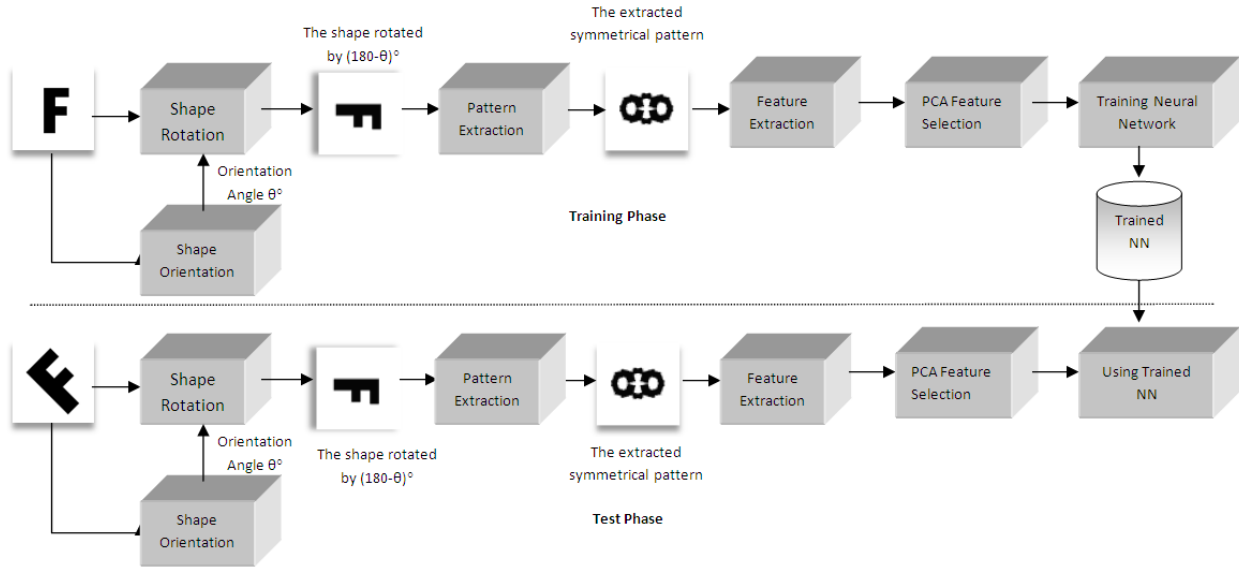 The shape rotated
by (180-θ)°
The extracted
symmetrical pattern
F
Shape
Rotation
F
Pattern
Extraction
Feature
Extraction
PCA Feature
Selection
Training Neural
Network
Orientation
Angle θ°
Shape
Orientation
Training Phase
Trained
NN
F
Shape
Rotation
F
Pattern
Extraction
Feature
Extraction
PCA Feature
Selection
Using Trained
NN
Orientation
Angle θ°
The shape rotated
by (180-θ)°
The extracted
symmetrical pattern
Shape
Orientation
Test Phase